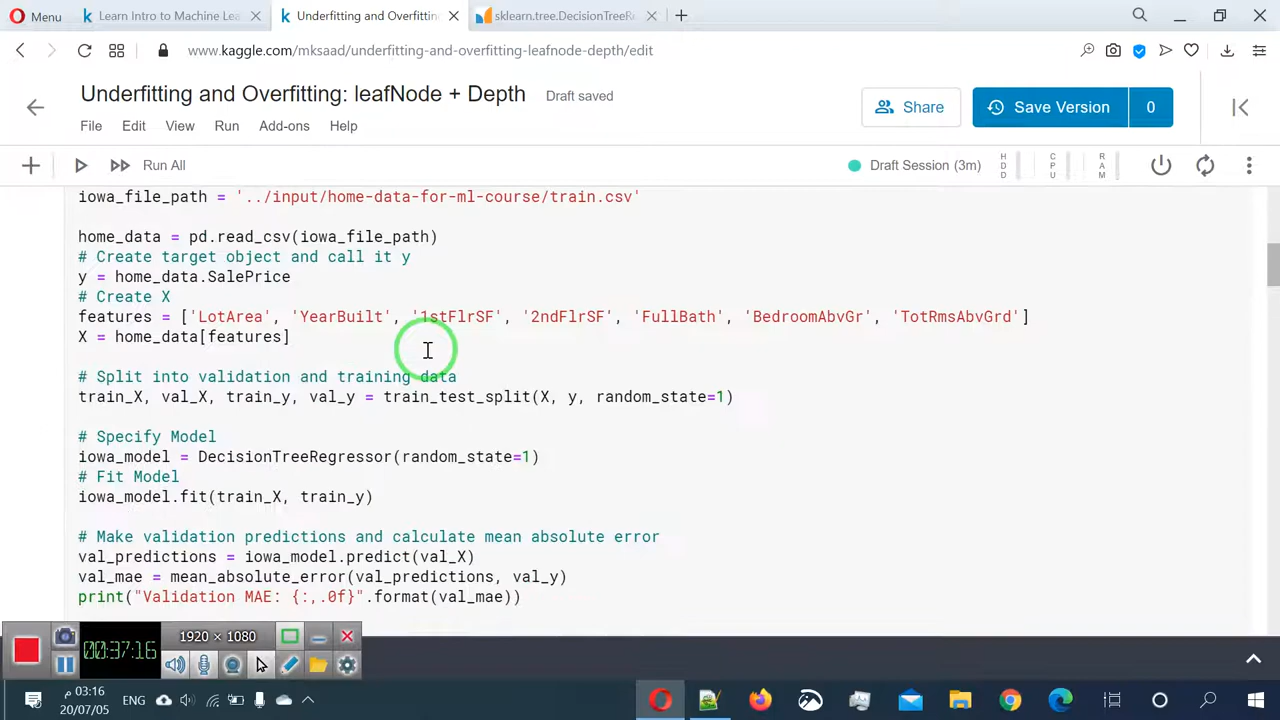 Menu
Learn Intro to Machine Lea
Underfitting and Overfittin
sklearn.tree.DecisionTreeRe
www.kaggle.com/mksaad/underfitting-and-overfitting-leafnode-depth/edit
Underfitting and Overfitting: leafNode + Depth
Draft saved
Share
Save Version
0
File Edit View Run Add-ons Help
Run All
Draft Session (3m)
HDD
CPU
RAM
iowa_file_path = '../input/home-data-for-ml-course/train.csv'
home_data = pd.read_csv(iowa_file_path)
# Create target object and call it y
y = home_data.SalePrice
# Create X
features = ['LotArea', 'YearBuilt', '1stFlrSF', '2ndFlrSF', 'FullBath', 'BedroomAbvGr', 'TotRmsAbvGrd']
X = home_data[features]
# Split into validation and training data
train_X, val_X, train_y, val_y = train_test_split(X, y, random_state=1)
# Specify Model
iowa_model = DecisionTreeRegressor(random_state=1)
# Fit Model
iowa_model.fit(train_X, train_y)
# Make validation predictions and calculate mean absolute error
val_predictions = iowa_model.predict(val_X)
val_mae = mean_absolute_error(val_predictions, val_y)
print("Validation MAE: {:,.0f}".format(val_mae))
1920 × 1080
00:37:16
03:16 م
20/07/05
ENG